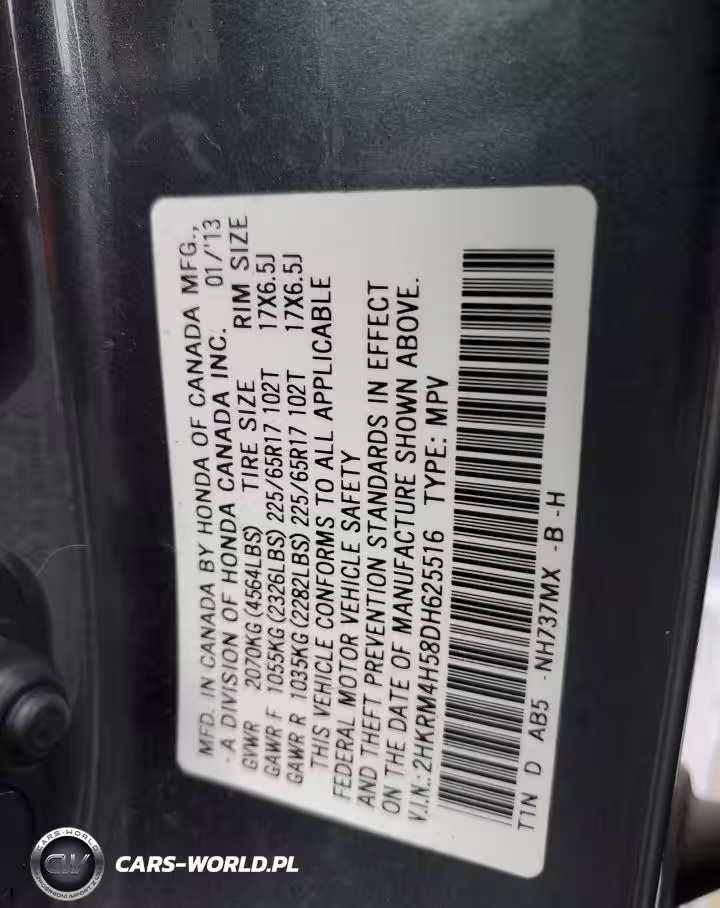 MFD. IN CANADA BY HONDA OF CANADA MFG.,
- A DIVISION OF HONDA CANADA INC. 01/'13
GVWR 2070KG (4564LBS) TIRE SIZE RIM SIZE
GAWR F 1055KG (2326LBS) 225/65R17 102T 17X6.5J
GAWR R 1035KG (2282LBS) 225/65R17 102T 17X6.5J
THIS VEHICLE CONFORMS TO ALL APPLICABLE
FEDERAL MOTOR VEHICLE SAFETY
AND THEFT PREVENTION STANDARDS IN EFFECT
ON THE DATE OF MANUFACTURE SHOWN ABOVE.
V.I.N.: 2HKRM4H58DH625516 TYPE: MPV
T1N D AB5 -NH737MX -B -H
CARS-WORLD
CW
CARS-WORLD.PL